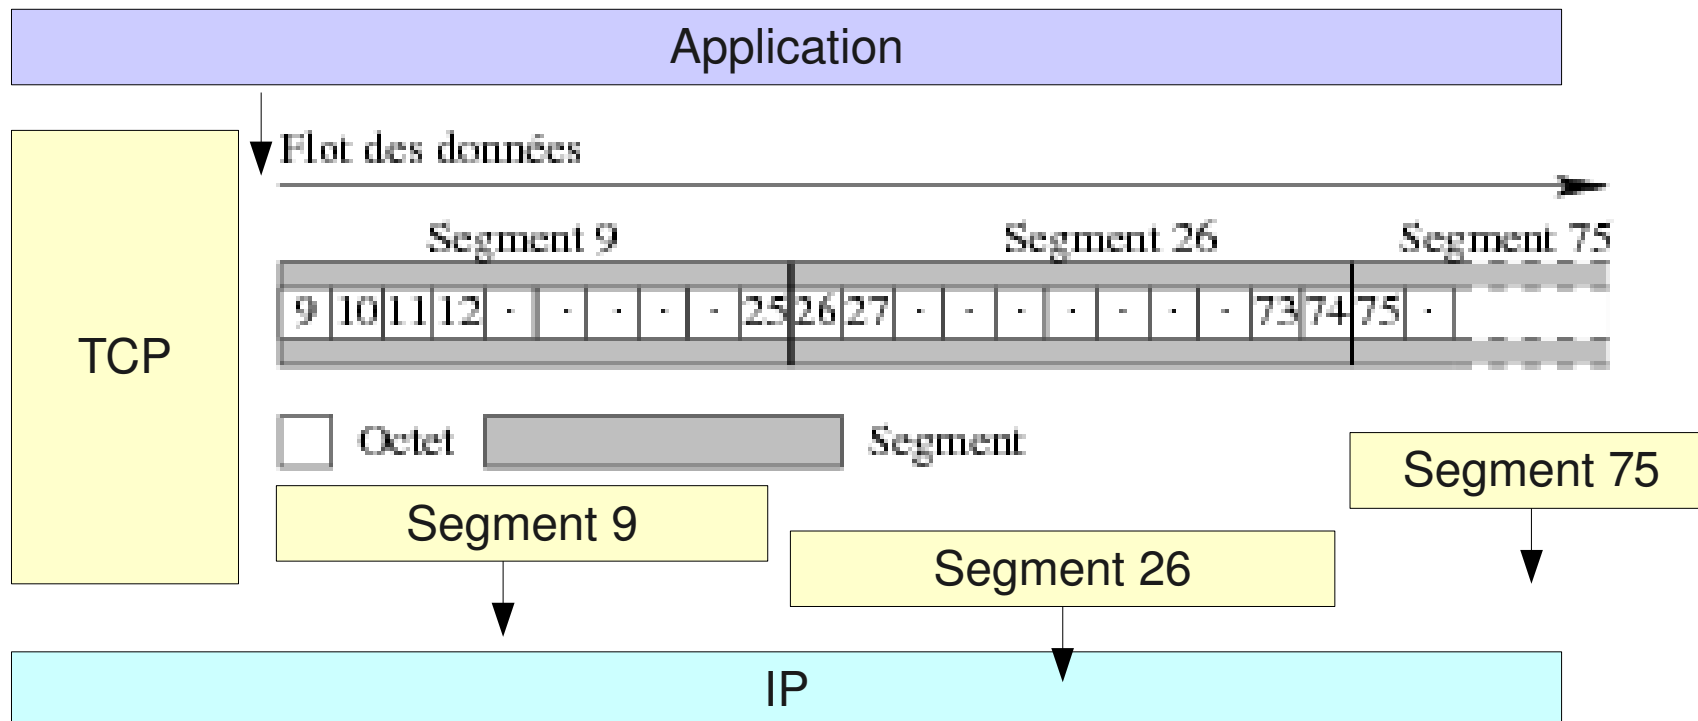 Application
Flot des données
Segment 9 Segment 26 Segment 75
9 10 11 12 . . . . . 25 26 27 . . . . . . . 73 74 75 .
TCP
Octet Segment
Segment 75
Segment 9
Segment 26
IP